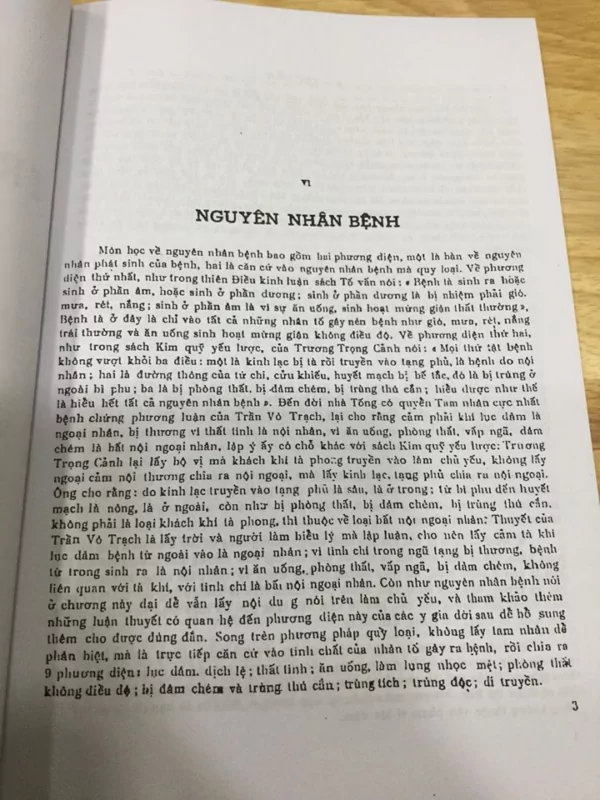 VI
NGUYÊN NHÂN BỆNH
Môn học về nguyên nhân bệnh bao gồm hai phương diện, một là bàn về nguyên
nhân phát sinh của bệnh, hai là căn cứ vào nguyên nhân bệnh mà quy loại. Về phương
diện thứ nhất, như trong thiên Điều kinh luận sách Tố vấn nói: « Bệnh tà sinh ra hoặc
sinh ở phần âm, hoặc sinh ở phần dương; sinh ở phần dương là bị nhiệm phải gió,
mưa, rét, nắng; sinh ở phần âm là vì sự ăn uống, sinh hoạt mừng giận thất thường ».
Bệnh tà ở đây là chỉ vào tất cả những nhân tố gây nên bệnh như gió, mưa, rét, nắng
trái thường và ăn uống sinh hoạt mừng giận không điều độ. Về phương diện thứ hai,
như trong sách Kim quỹ yếu lược, của Trương Trọng Cảnh nói: « Mọi thứ tật bệnh
không vượt khỏi ba điều: một là kinh lạc bị tà rồi truyền vào tạng phủ, là bệnh do nội
nhân; hai là đường thông của tứ chi, cửu khiếu, huyết mạch bị bế tắc, đó là bị trúng ở
ngoài bì phu; ba là bị phòng thất, bị đâm chém, bị trùng thú cắn; hiểu được như thế
là hiểu hết tất cả nguyên nhân bệnh ». Đến đời nhà Tống có quyển Tam nhân cực nhất
bệnh chứng phương luận của Trần Vô Trạch, lại cho rằng cảm phải khí lục dâm là
ngoại nhân, bị thương vì thất tình là nội nhân, vì ăn uống, phòng thất, vấp ngã, đâm
chém là bất nội ngoại nhân, lập ý ấy có chỗ khác với sách Kim quỹ yếu lược: Trương
Trọng Cảnh lại lấy bộ vị mà khách khí tà phong truyền vào làm chủ yếu, không lấy
ngoại cảm nội thương chia ra nội ngoại, mà lấy kinh lạc, tạng phủ chia ra nội ngoại.
Ông cho rằng: do kinh lạc truyền vào tạng phủ là sâu, là ở trong; từ bì phu đến huyết
mạch là nông, là ở ngoài, còn như bị phòng thất, bị đâm chém, bị trùng thú cắn,
không phải là loại khách khí tà phong, thì thuộc về loại bất nội ngoại nhân. Thuyết của
Trần Vô Trạch là lấy trời và người làm biểu lý mà lập luận, cho nên lấy cảm tà khí
lục dâm bệnh từ ngoài vào là ngoại nhân; vì tình chí trong ngũ tạng bị thương, bệnh
từ trong sinh ra là nội nhân; vì ăn uống, phòng thất, vấp ngã, bị đâm chém, không
liên quan với tà khí, với tình chí là bất nội ngoại nhân. Còn như nguyên nhân bệnh nói
ở chương này đại để vẫn lấy nội du g nói trên làm chủ yếu, và tham khảo thêm
những luận thuyết có quan hệ đến phương diện này của các y gia đời sau để bổ sung
thêm cho được đúng đắn. Song trên phương pháp quy loại, không lấy tam nhân để
phân biệt, mà là trực tiếp căn cứ vào tính chất của nhân tố gây ra bệnh, rồi chia ra
9 phương diện: lục dâm, dịch lệ; thất tình; ăn uống, làm lụng nhọc mệt; phòng thất
không điều độ; bị đâm chém và trùng thú cắn; trùng tích; trúng độc; di truyền.
3